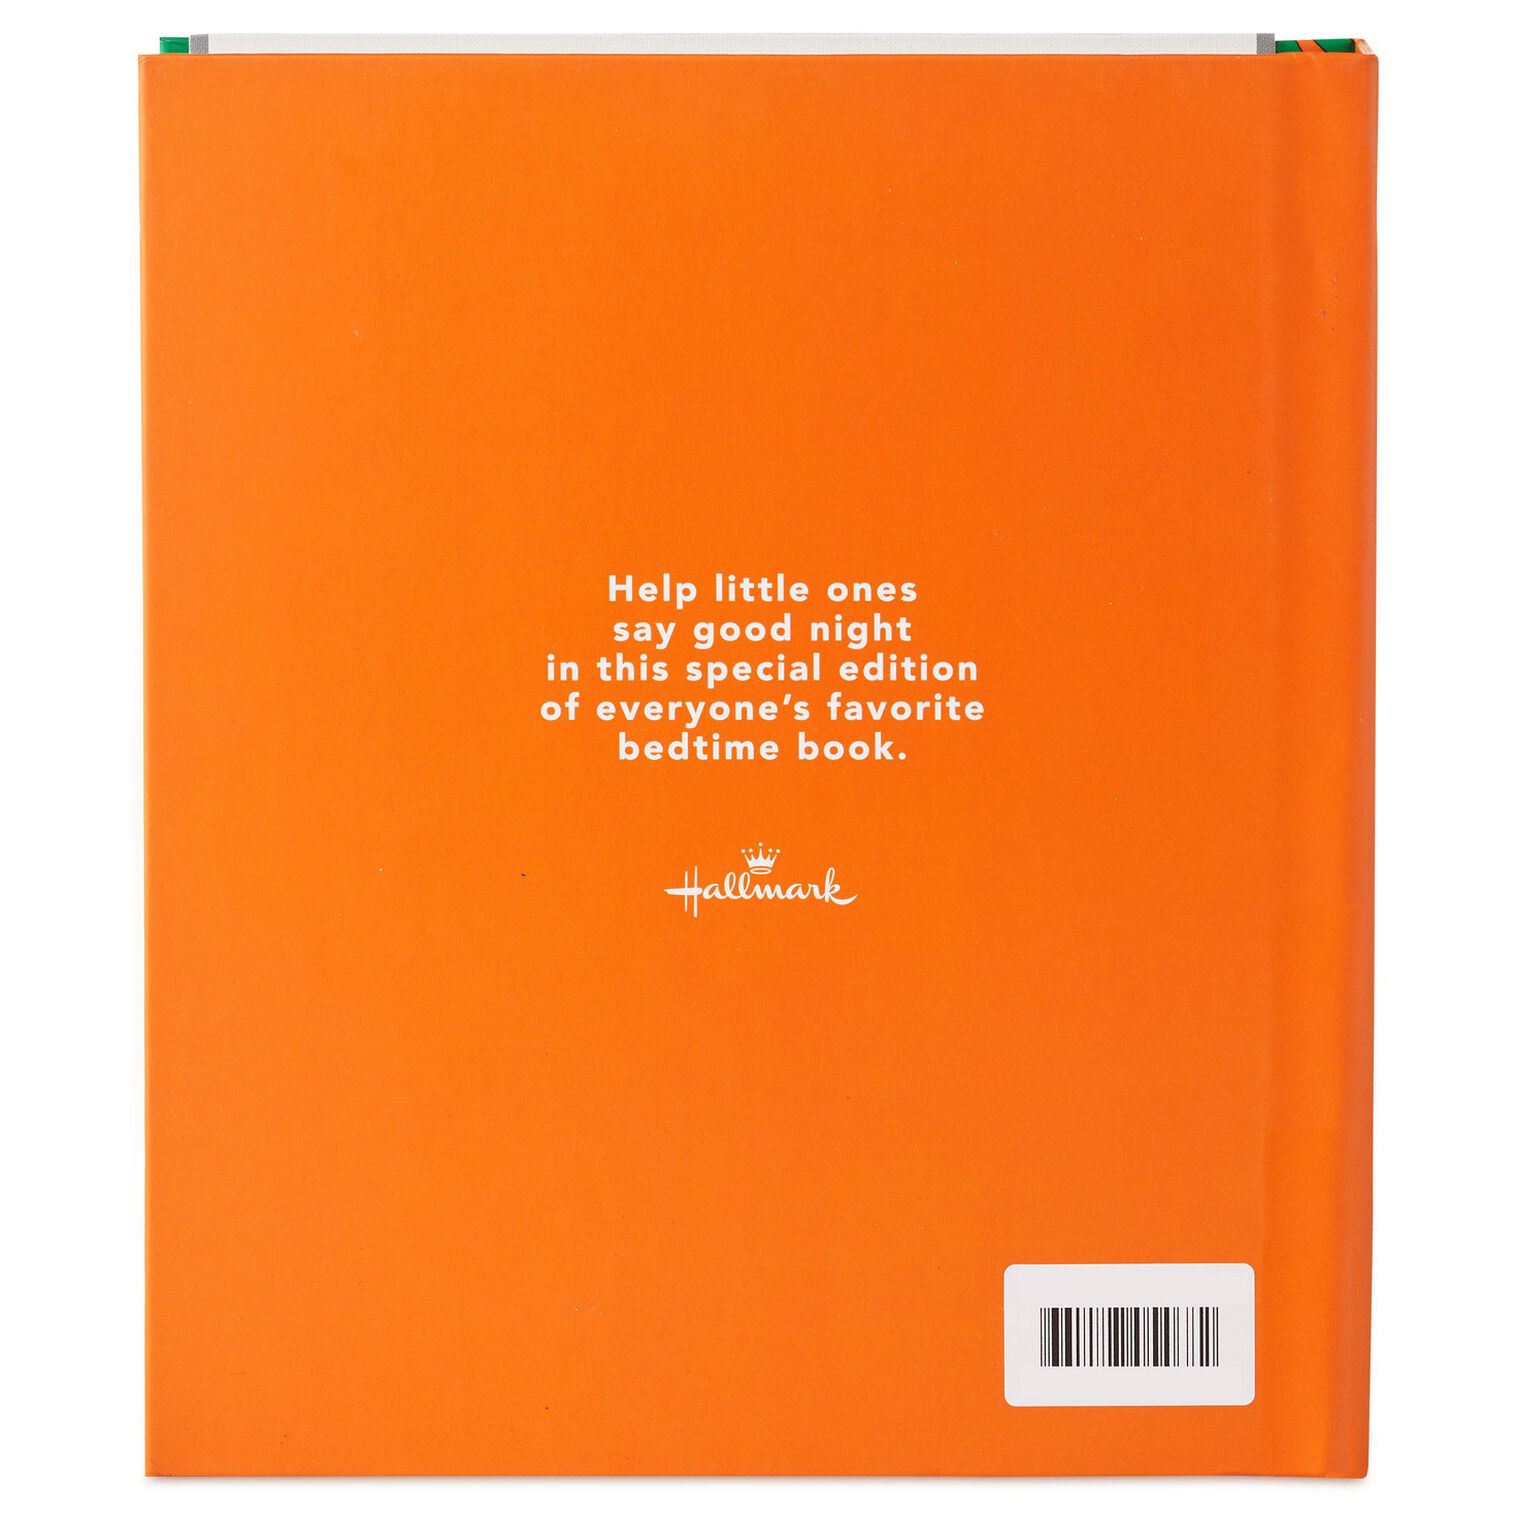 Help little ones
say good night
in this special edition
of everyone’s favorite
bedtime book.
Hallmark